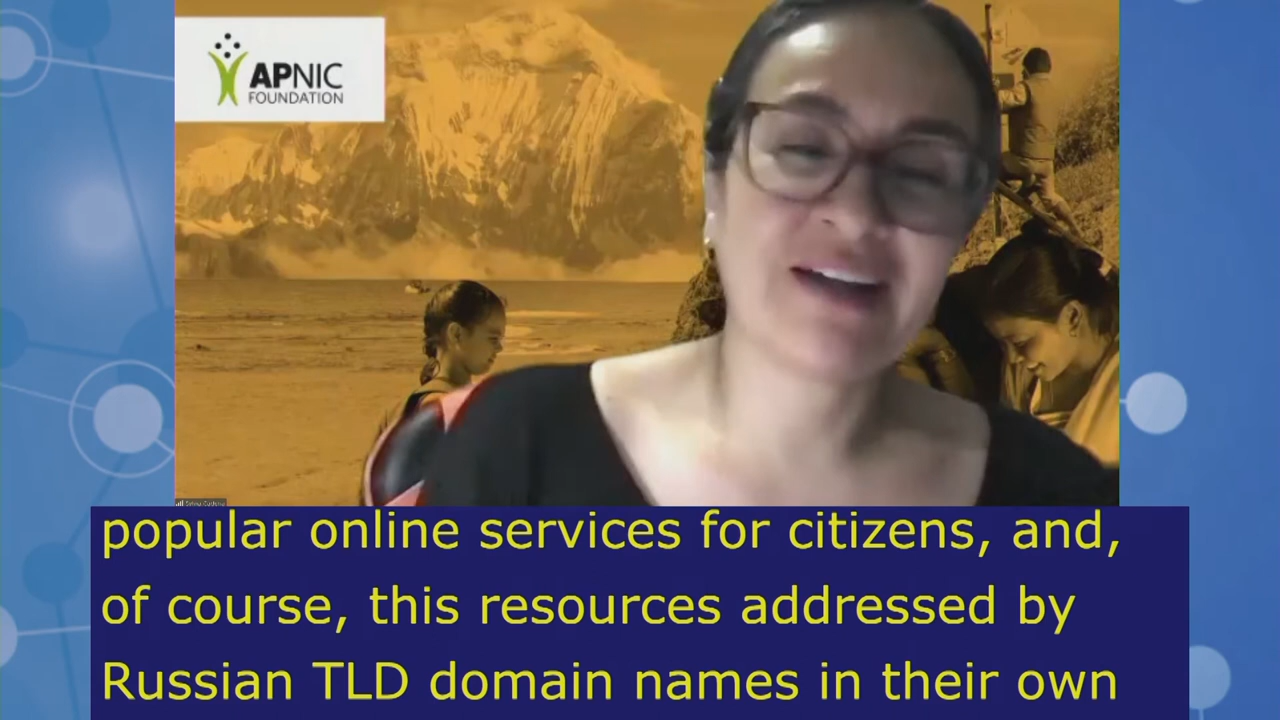 APNIC
FOUNDATION
popular online services for citizens, and,
of course, this resources addressed by
Russian TLD domain names in their own